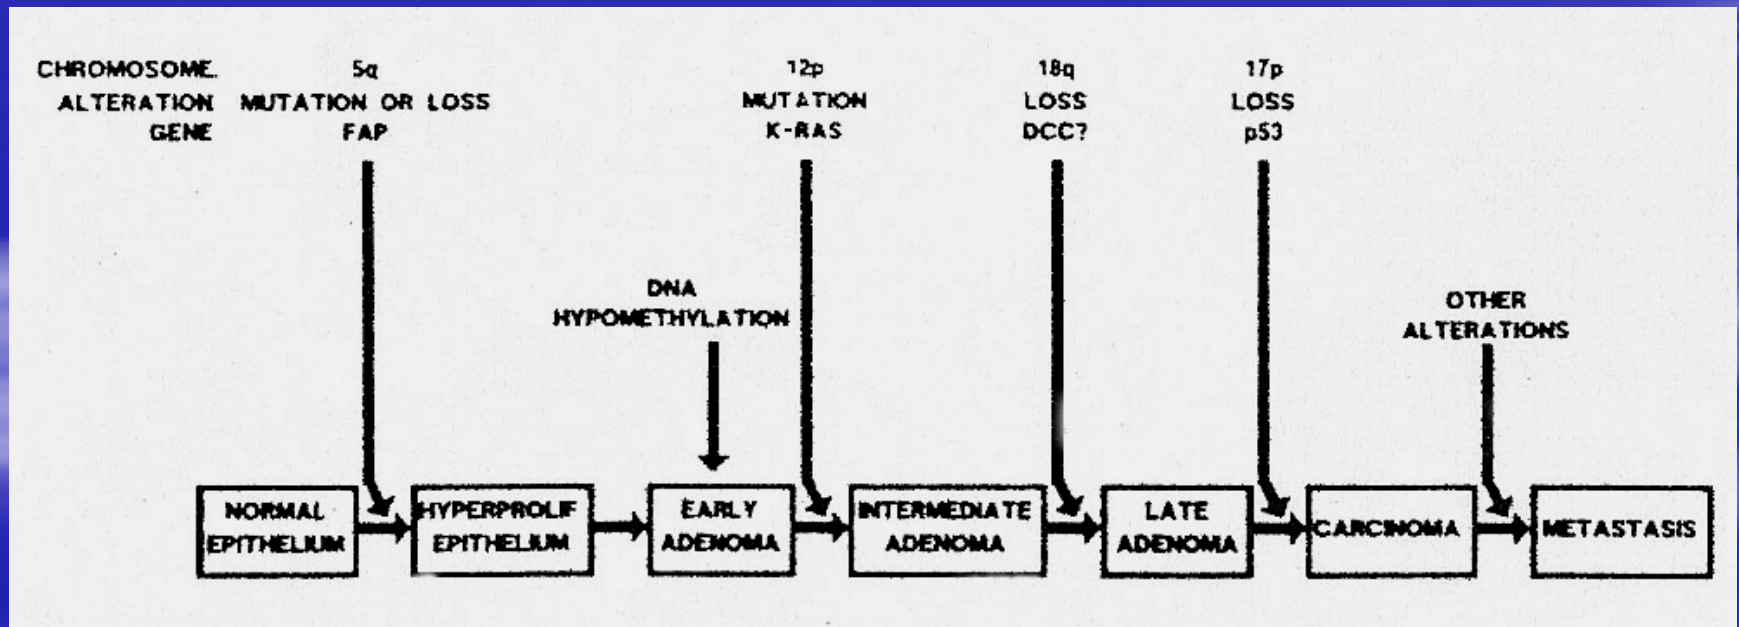 CHROMOSOME. 5q 12p 18q 17p
ALTERATION MUTATION OR LOSS MUTATION LOSS LOSS
GENE FAP K-RAS DCC? p53
DNA
HYPOMETHYLATION
OTHER
ALTERATIONS
NORMAL
EPITHELIUM
HYPERPROLIF
EPITHELIUM
EARLY
ADENOMA
INTERMEDIATE
ADENOMA
LATE
ADENOMA
CARCINOMA
METASTASIS